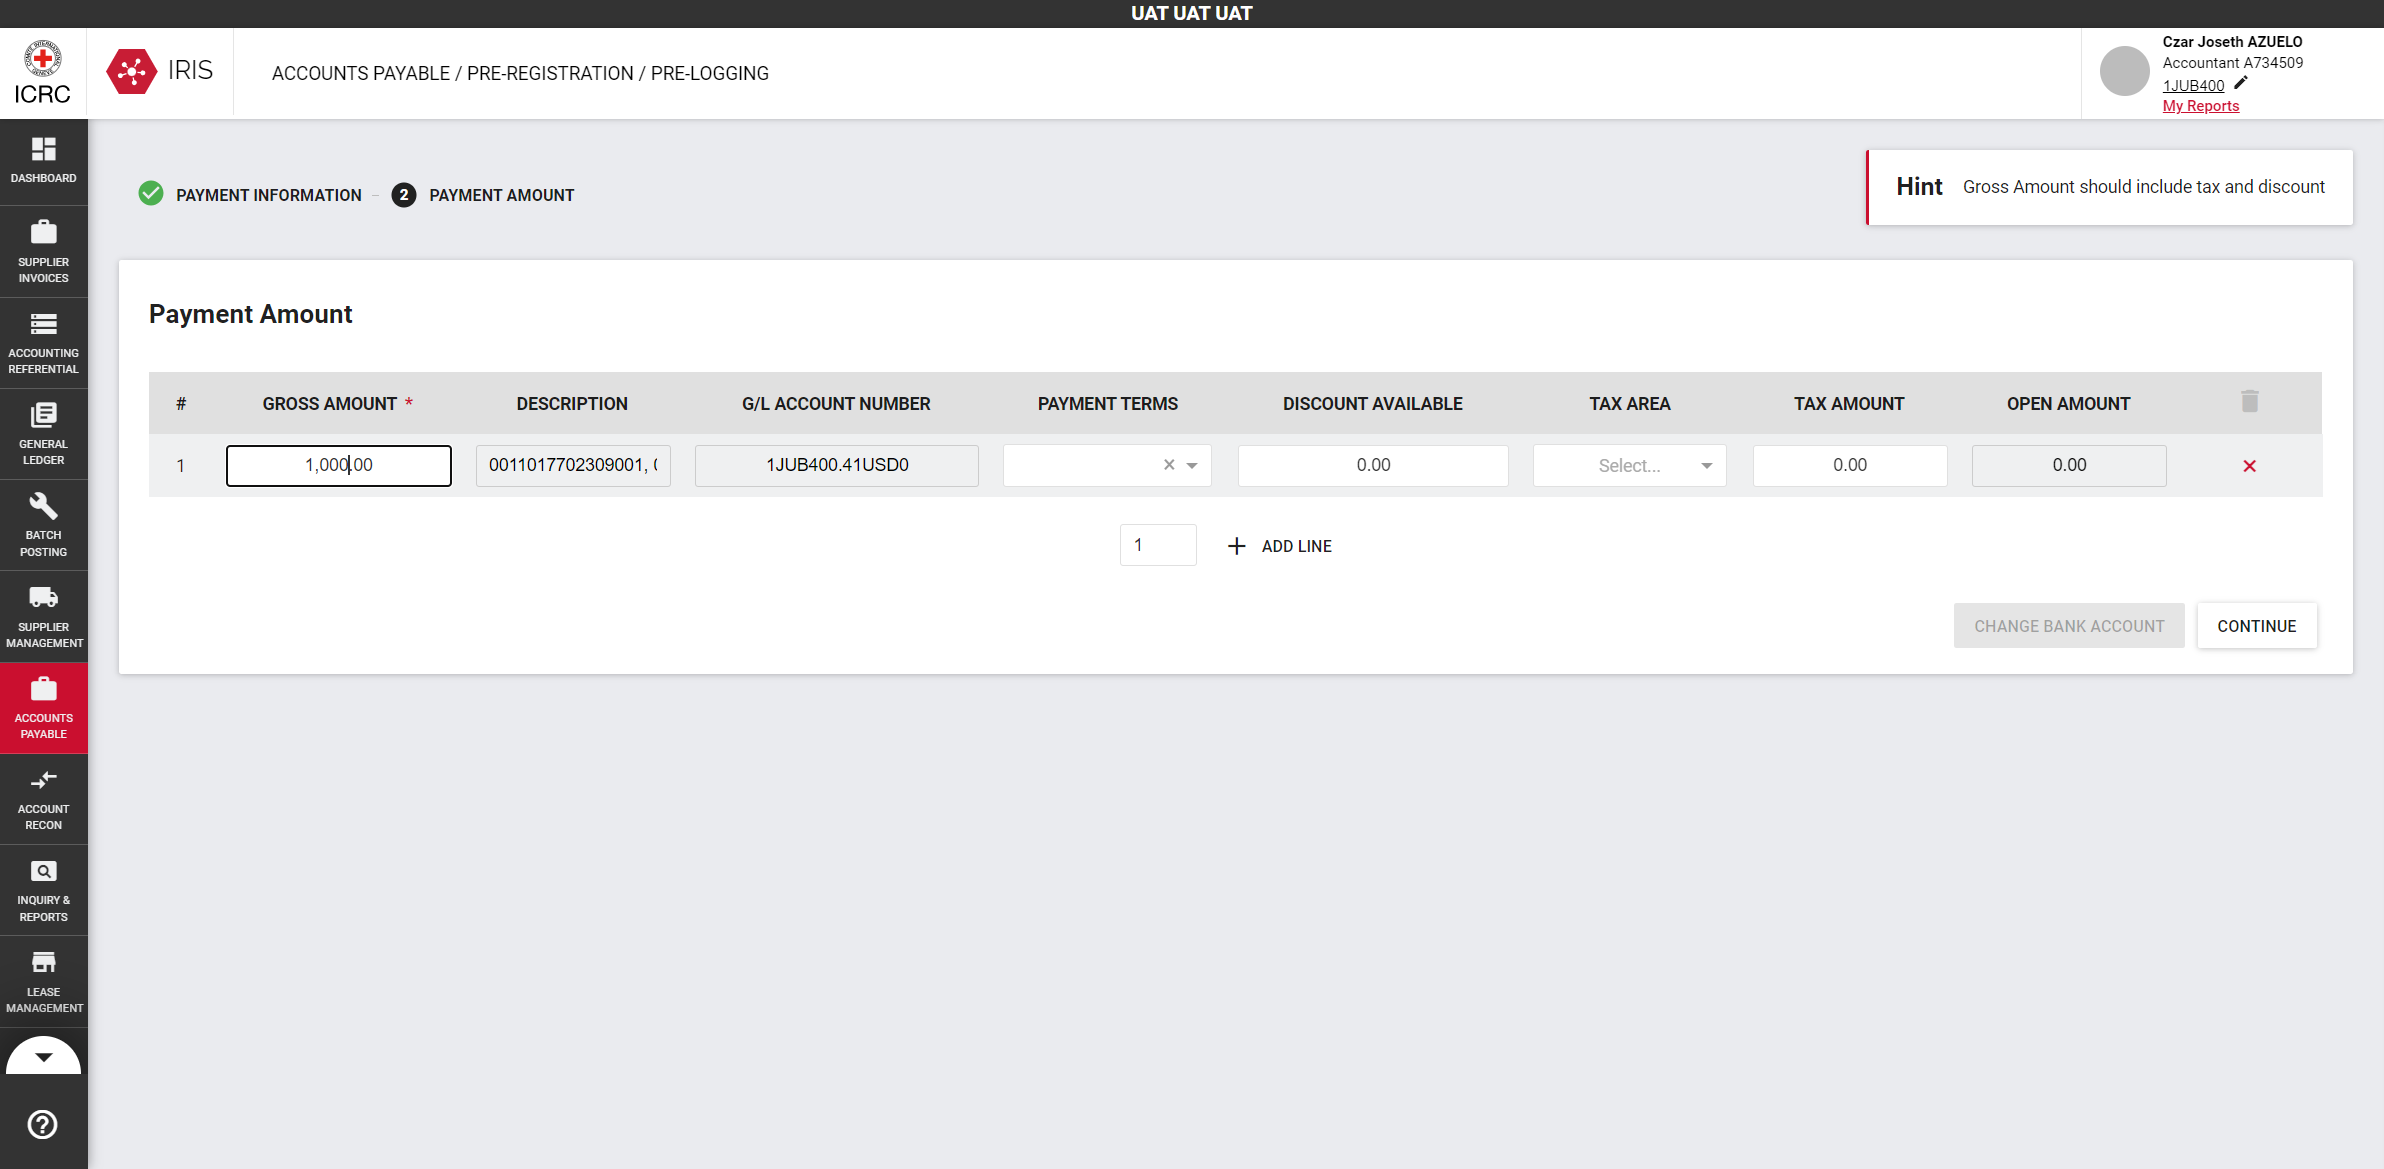 UAT UAT UAT
ICRC
IRIS
ACCOUNTS PAYABLE / PRE-REGISTRATION / PRE-LOGGING
Czar Joseth AZUELO
Accountant A734509
1JUB400
My Reports
DASHBOARD
SUPPLIER
INVOICES
ACCOUNTING
REFERENTIAL
GENERAL
LEDGER
BATCH
POSTING
SUPPLIER
MANAGEMENT
ACCOUNTS
PAYABLE
ACCOUNT
RECON
INQUIRY &
REPORTS
LEASE
MANAGEMENT
PAYMENT INFORMATION – 2 PAYMENT AMOUNT
Hint Gross Amount should include tax and discount
Payment Amount
# GROSS AMOUNT * DESCRIPTION G/L ACCOUNT NUMBER PAYMENT TERMS DISCOUNT AVAILABLE TAX AREA TAX AMOUNT OPEN AMOUNT
1 1,000.00 0011017702309001, 1JUB400.41USD0 0.00 Select... 0.00 0.00
1 ADD LINE
CHANGE BANK ACCOUNT CONTINUE